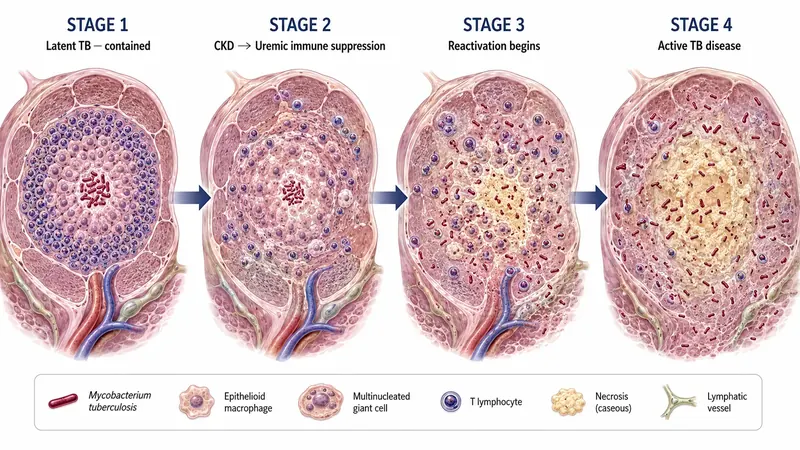 STAGE 1
Latent TB – contained
STAGE 2
CKD → Uremic immune suppression
STAGE 3
Reactivation begins
STAGE 4
Active TB disease
Mycobacterium
tuberculosis
Epithelioid
macrophage
Multinucleated
giant cell
T lymphocyte
Necrosis
(caseous)
Lymphatic
vessel